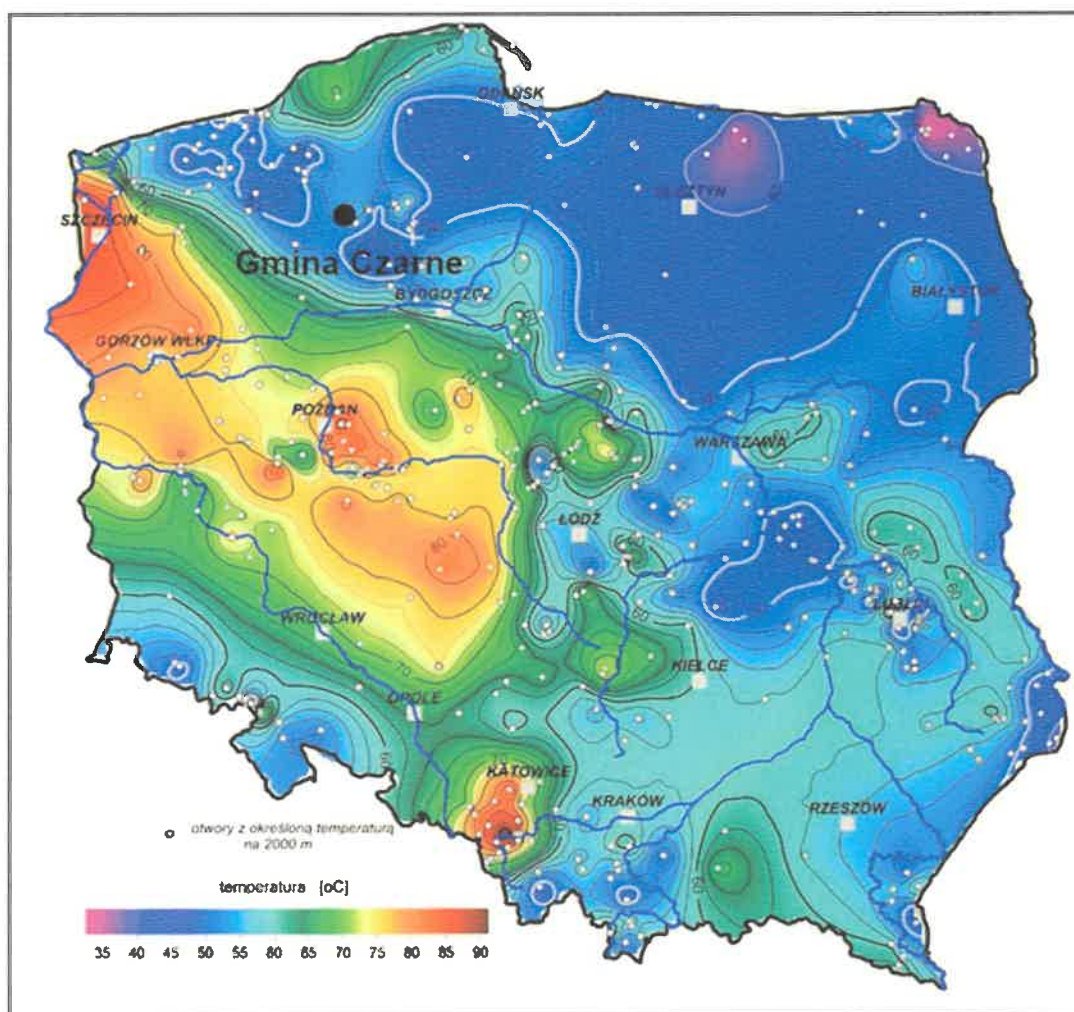 GDAŃSK
SZCZECIN
Gmina Czarne
BYDGOSZCZ
GORZÓW WLKP.
POZNAŃ
WARSZAWA
ŁÓDŹ
WROCŁAW
KIELCE
70
OPOLE
KATOWICE
KRAKÓW
RZESZÓW
otwory z określoną temperaturą
na 2000 m
temperatura [oC]
35 40 45 50 55 60 65 70 75 80 85 90